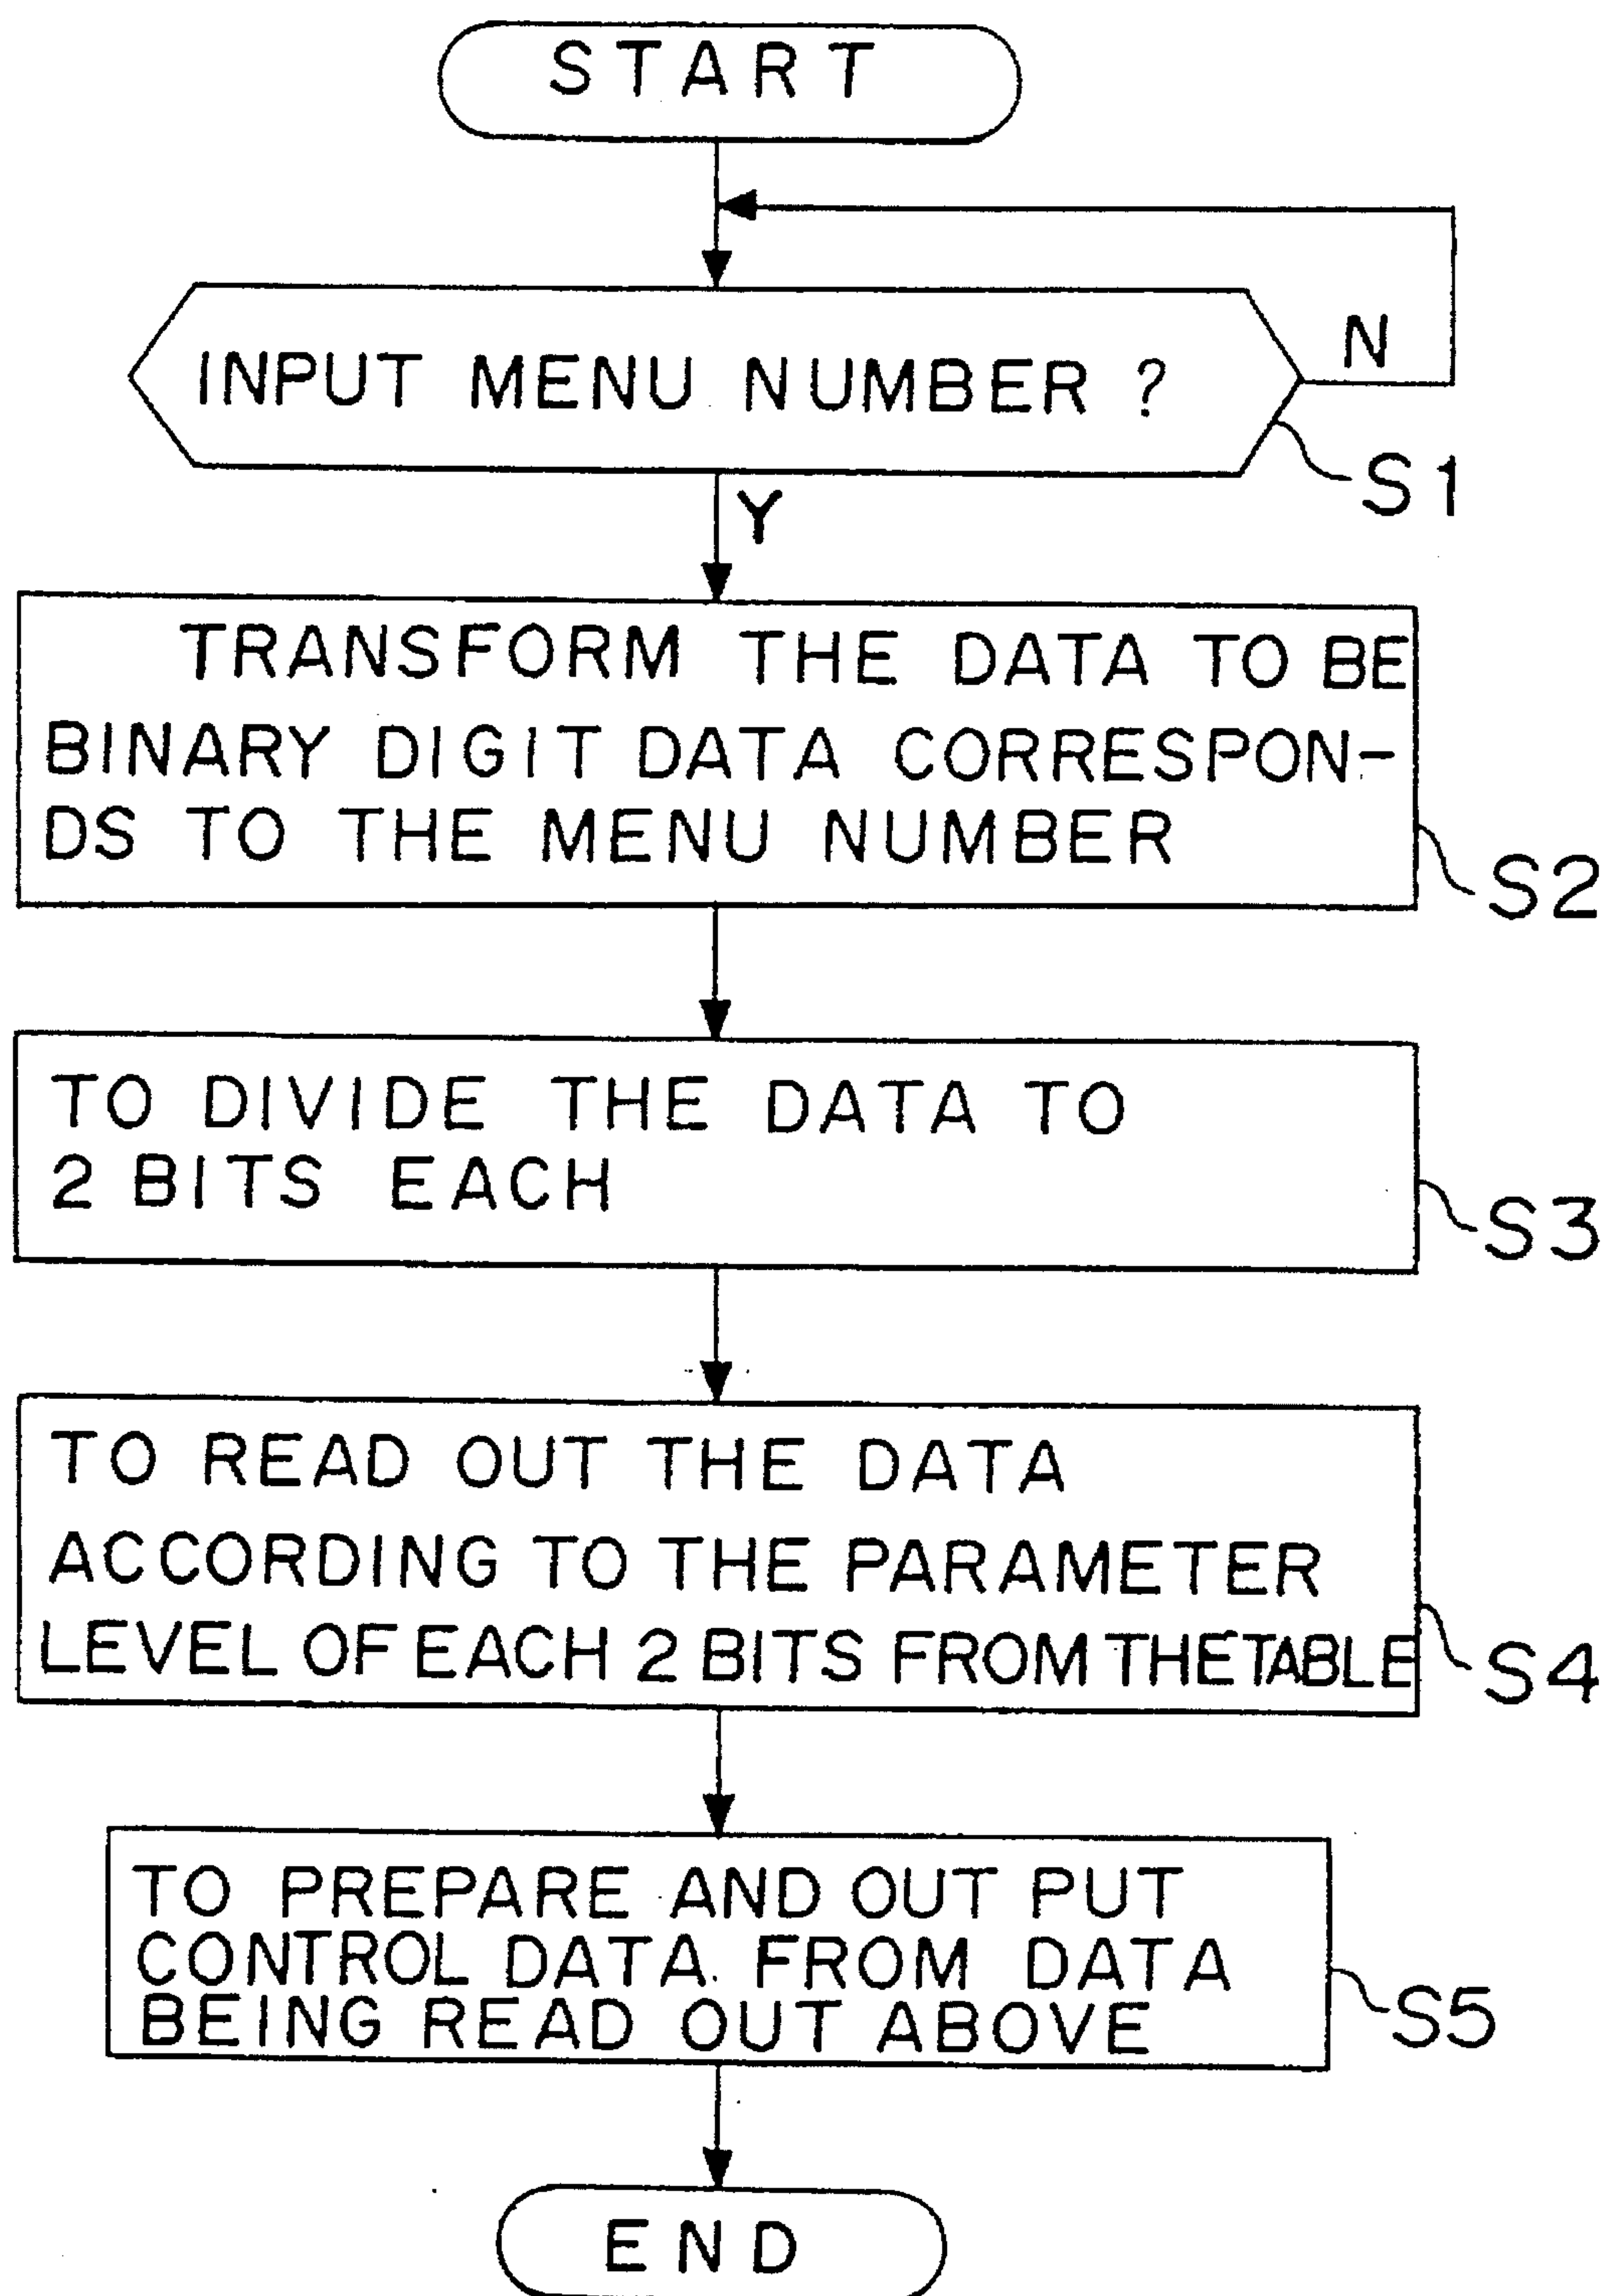 START
INPUT MENU NUMBER ?
N
S1
Y
TRANSFORM THE DATA TO BE
BINARY DIGIT DATA CORRESPON-
DS TO THE MENU NUMBER
S2
TO DIVIDE THE DATA TO
2 BITS EACH
S3
TO READ OUT THE DATA
ACCORDING TO THE PARAMETER
LEVEL OF EACH 2 BITS FROM THE TABLE
S4
TO PREPARE AND OUT PUT
CONTROL DATA FROM DATA
BEING READ OUT ABOVE
S5
END